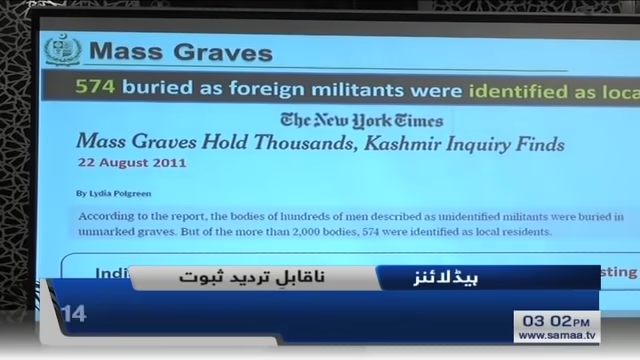 Mass Graves
574 buried as foreign militants were identified as loca
The New York Times
Mass Graves Hold Thousands, Kashmir Inquiry Finds
22 August 2011
By Lydia Polgreen
According to the report, the bodies of hundreds of men described as unidentified militants were buried in
unmarked graves. But of the more than 2,000 bodies, 574 were identified as local residents.
ہیڈلائنز
ناقابلِ تردید ثبوت
14
03 02PM
www.samaa.tv